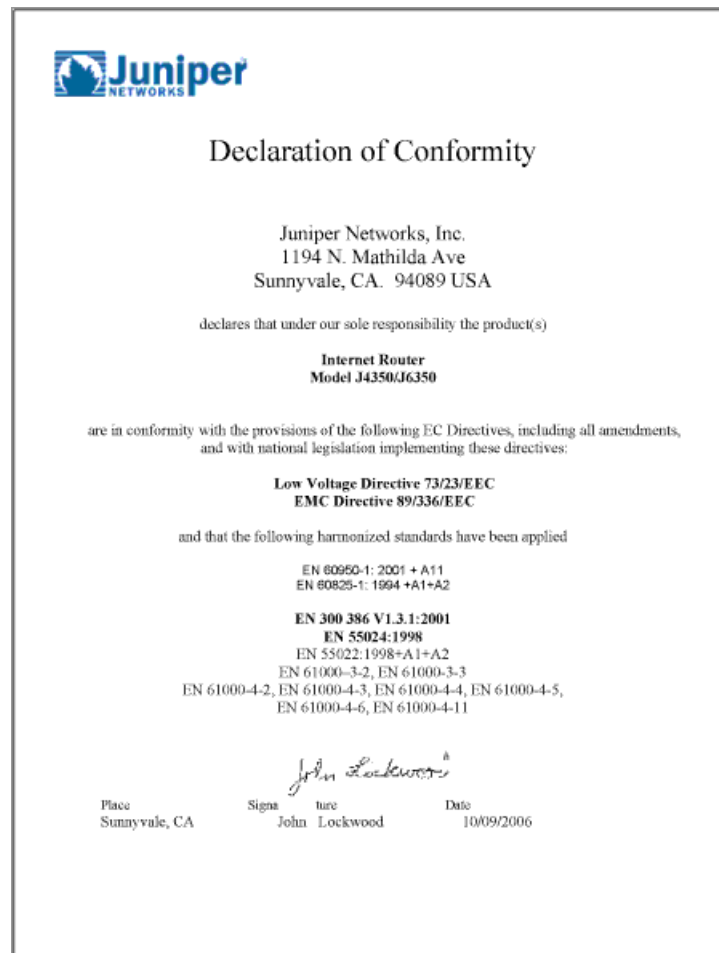 Juniper
NETWORKS
Declaration of Conformity
Juniper Networks, Inc.
1194 N. Mathilda Ave
Sunnyvale, CA. 94089 USA
declares that under our sole responsibility the product(s)
Internet Router
Model J4350/J6350
are in conformity with the provisions of the following EC Directives, including all amendments,
and with national legislation implementing these directives:
Low Voltage Directive 73/23/EEC
EMC Directive 89/336/EEC
and that the following harmonized standards have been applied
EN 60950-1: 2001 + A11
EN 60825-1: 1994 +A1+A2
EN 300 386 V1.3.1:2001
EN 55024:1998
EN 55022:1998+A1+A2
EN 61000-3-2, EN 61000-3-3
EN 61000-4-2, EN 61000-4-3, EN 61000-4-4, EN 61000-4-5,
EN 61000-4-6, EN 61000-4-11
John Lockwood
Place Signa ture Date
Sunnyvale, CA John Lockwood 10/09/2006